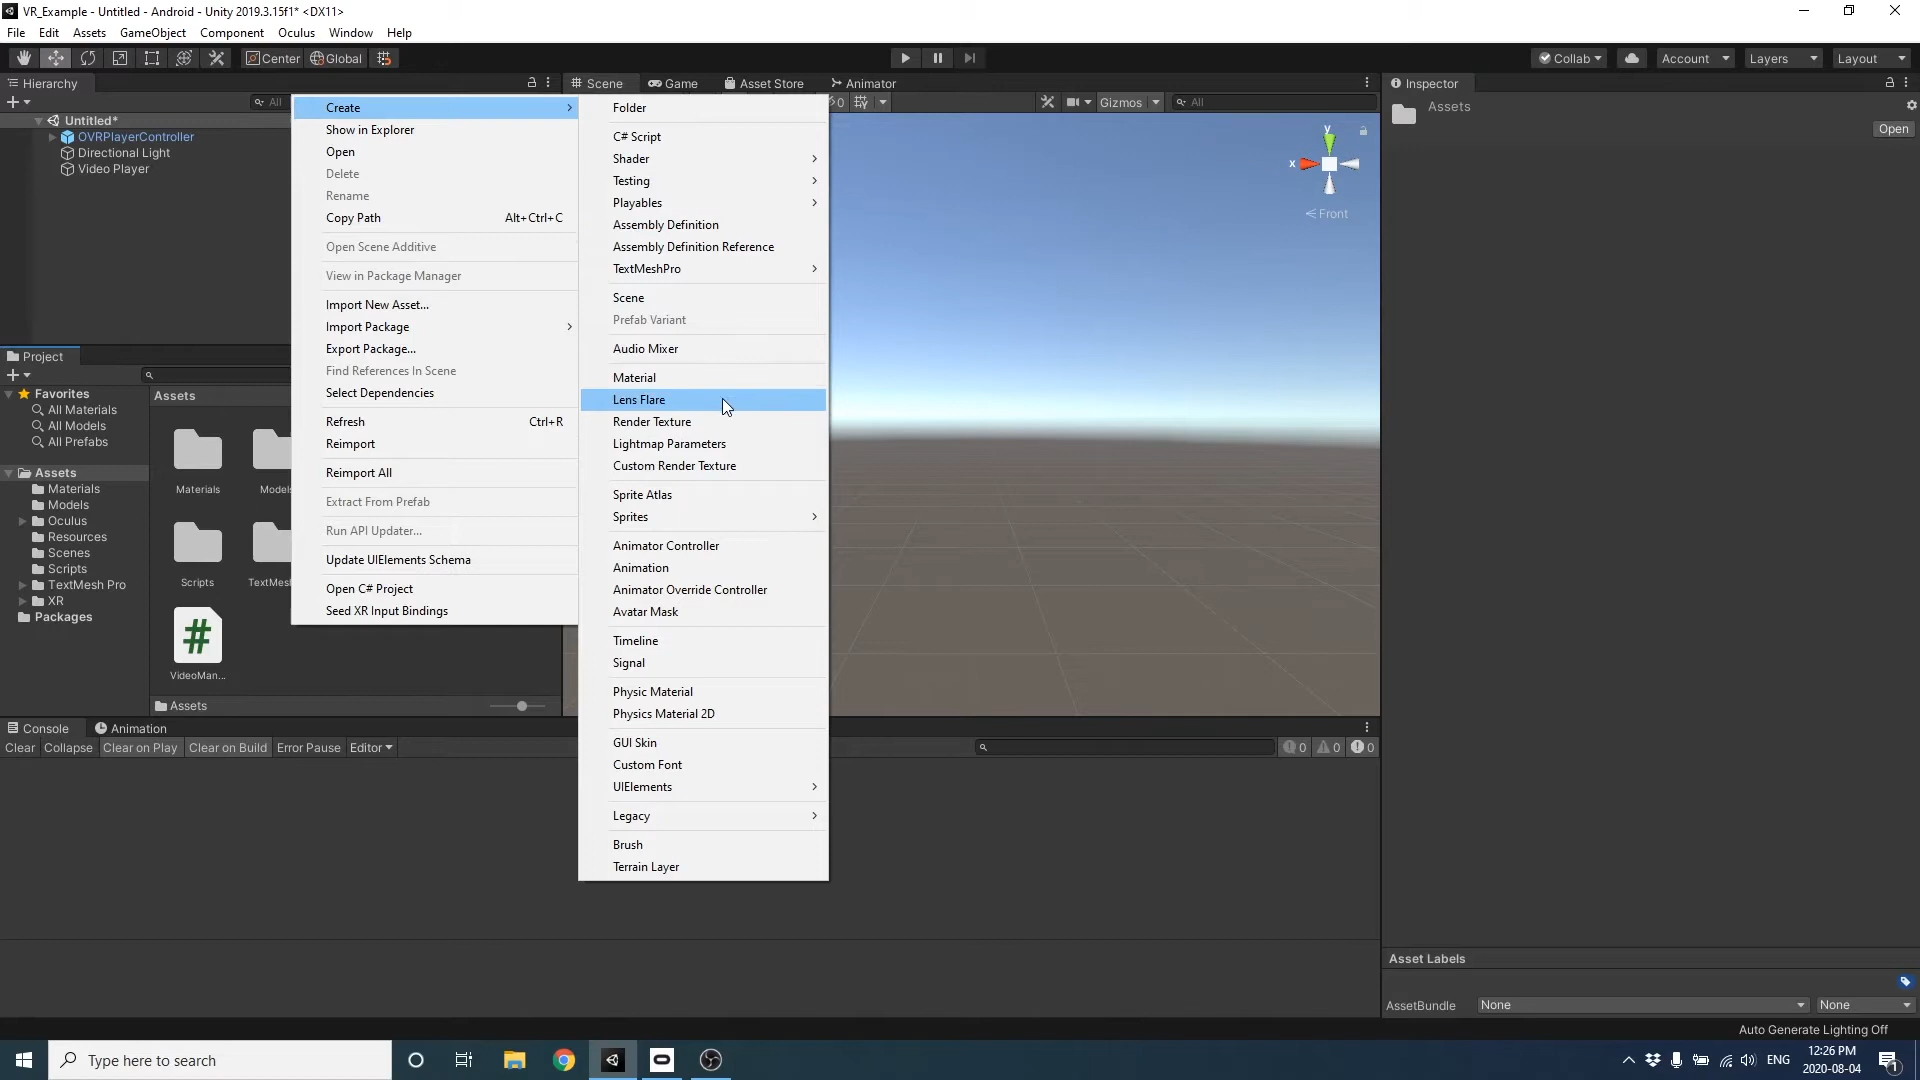 VR_Example - Untitled - Android - Unity 2019.3.15f1* <DX11>
File Edit Assets GameObject Component Oculus Window Help
Center Global Collab Account Layers Layout
Hierarchy
All
Untitled*
OVRPlayerController
Directional Light
Video Player
Project
Favorites
All Materials
All Models
All Prefabs
Assets
Materials
Models
Oculus
Resources
Scenes
Scripts
TextMesh Pro
XR
Packages
Assets
Materials
Scripts
VideoMan...
Assets
Create
Show in Explorer
Open
Delete
Rename
Copy Path Alt+Ctrl+C
Open Scene Additive
View in Package Manager
Import New Asset...
Import Package
Export Package...
Find References In Scene
Select Dependencies
Refresh Ctrl+R
Reimport
Reimport All
Extract From Prefab
Run API Updater...
Update UIElements Schema
Open C# Project
Seed XR Input Bindings
Folder
C# Script
Shader
Testing
Playables
Assembly Definition
Assembly Definition Reference
TextMeshPro
Scene
Prefab Variant
Audio Mixer
Material
Lens Flare
Render Texture
Lightmap Parameters
Custom Render Texture
Sprite Atlas
Sprites
Animator Controller
Animation
Animator Override Controller
Avatar Mask
Timeline
Signal
Physic Material
Physics Material 2D
GUI Skin
Custom Font
UIElements
Legacy
Brush
Terrain Layer
Scene Game Asset Store Animator
0 Gizmos All
y
x
Front
Inspector
Assets
Open
Console Animation
Clear Collapse Clear on Play Clear on Build Error Pause Editor
0 0 0
Asset Labels
AssetBundle None None
Auto Generate Lighting Off
Type here to search
ENG
12:26 PM
2020-08-04
1